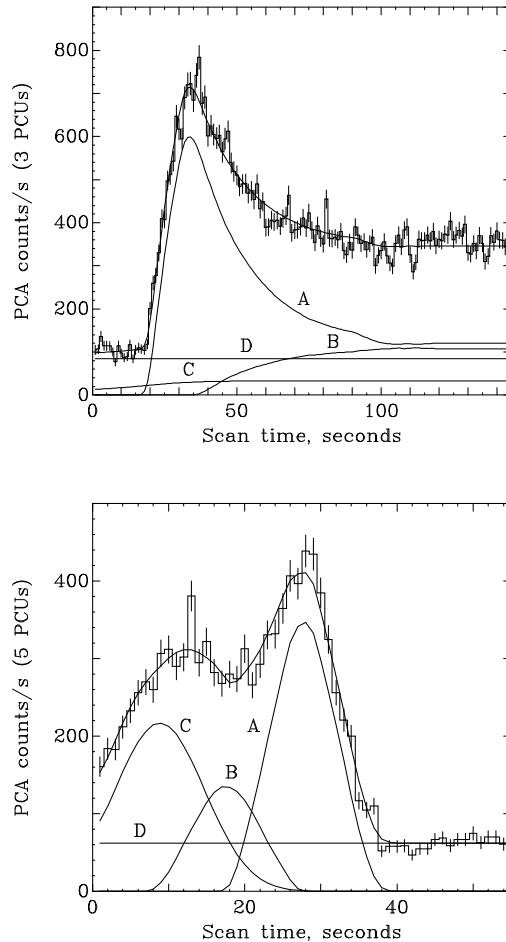 800
600
400
200
0
PCA counts/s (3 PCUs)
A
B
C
D
0 50 100
Scan time, seconds
400
200
0
PCA counts/s (5 PCUs)
C
B
A
D
0 20 40
Scan time, seconds